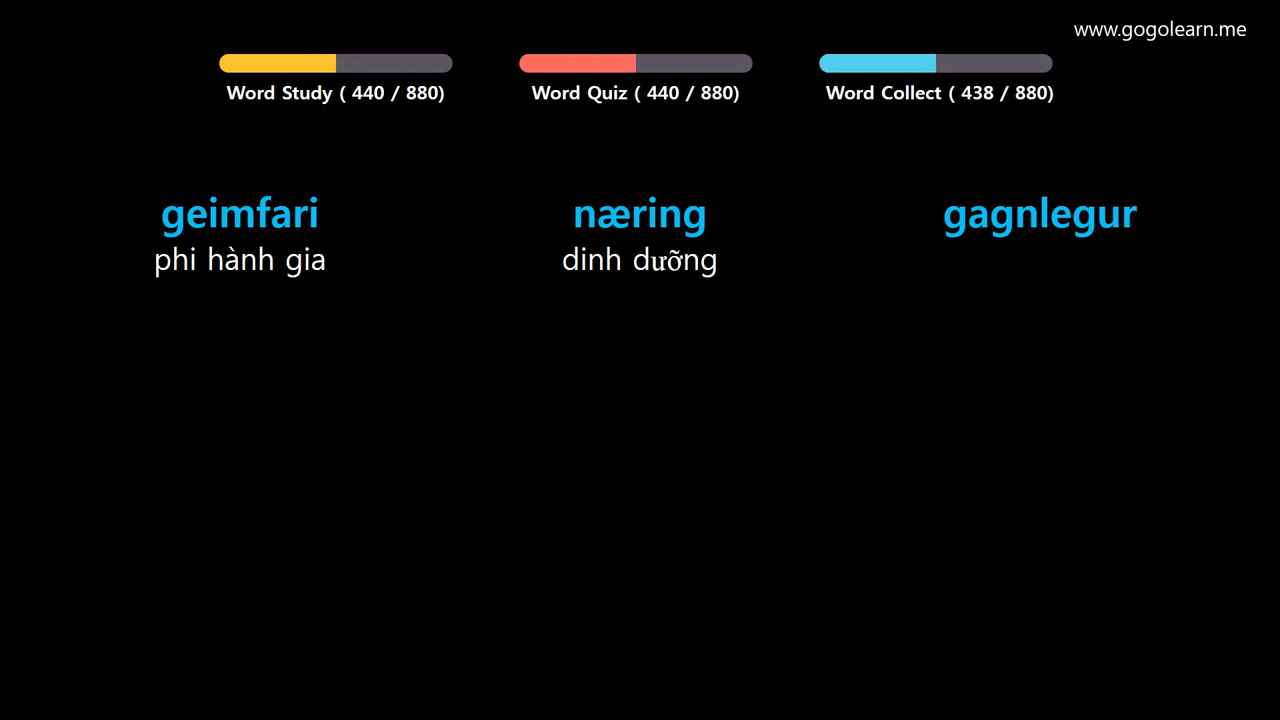 www.gogolearn.me
Word Study ( 440 / 880)
Word Quiz ( 440 / 880)
Word Collect ( 438 / 880)
geimfari
phi hành gia
næring
dinh dưỡng
gagnlegur